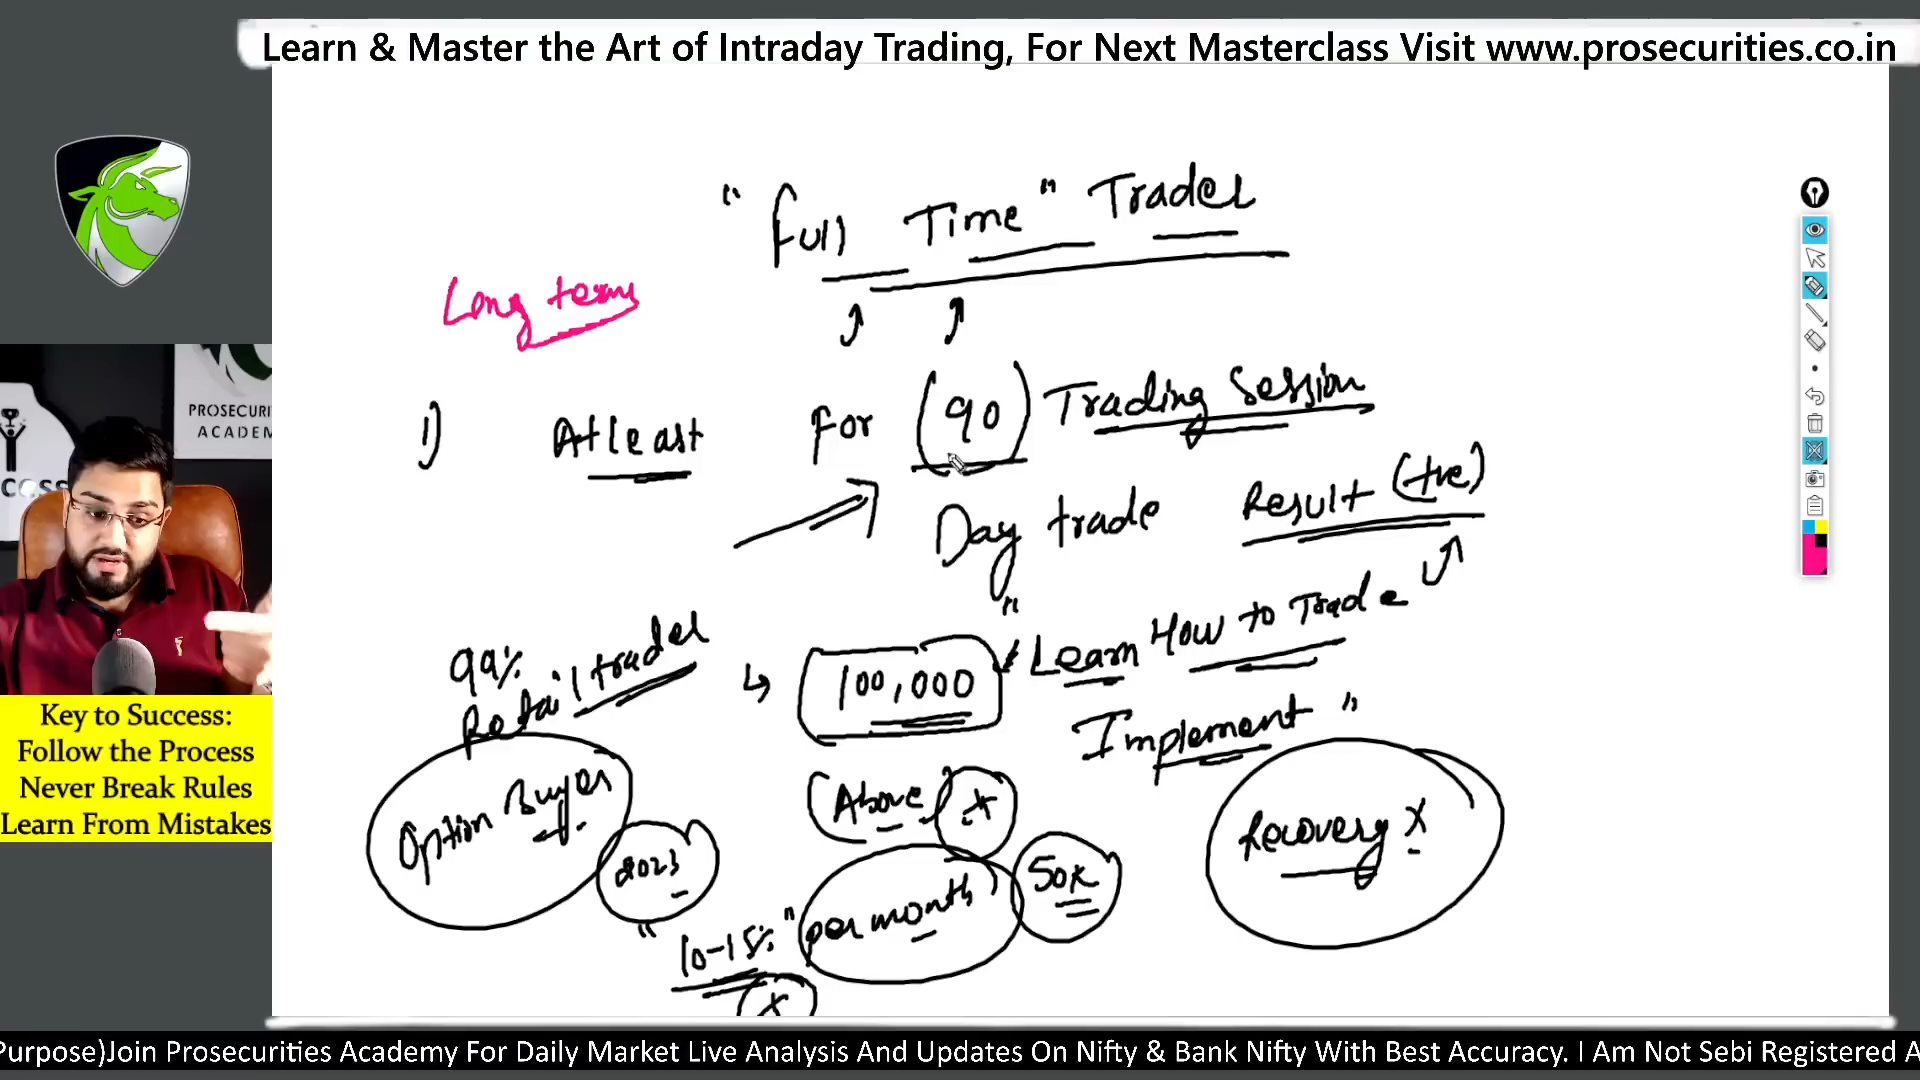 Learn & Master the Art of Intraday Trading, For Next Masterclass Visit www.prosecurities.co.in
"Full Time" Trader
Long term
1) Atleast For (90) Trading Session
Day trade Result (+ve)
"Learn How to Trade
Implement"
99%
Retail trader
↳ 100,000
Option Buyer
2023
(Above) x
"10-15%" per month
50K
x
Recovery x
PROSECURI
ACADEM
Key to Success:
Follow the Process
Never Break Rules
Learn From Mistakes
Purpose)Join Prosecurities Academy For Daily Market Live Analysis And Updates On Nifty & Bank Nifty With Best Accuracy. I Am Not Sebi Registered A